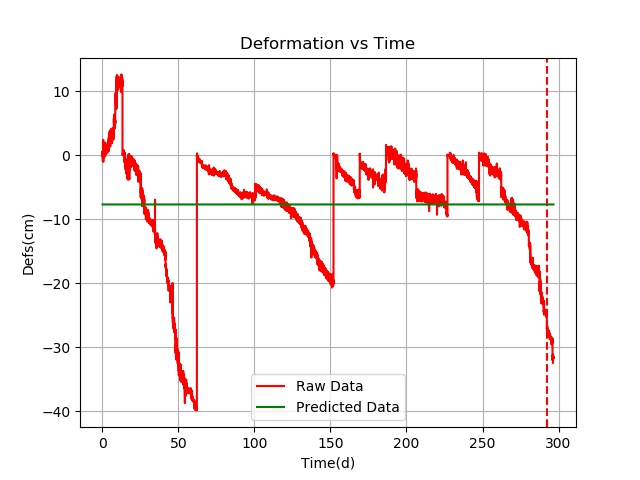 Deformation vs Time
Defs(cm)
10
0
−10
−20
−30
−40
0 50 100 150 200 250 300
Time(d)
Raw Data
Predicted Data